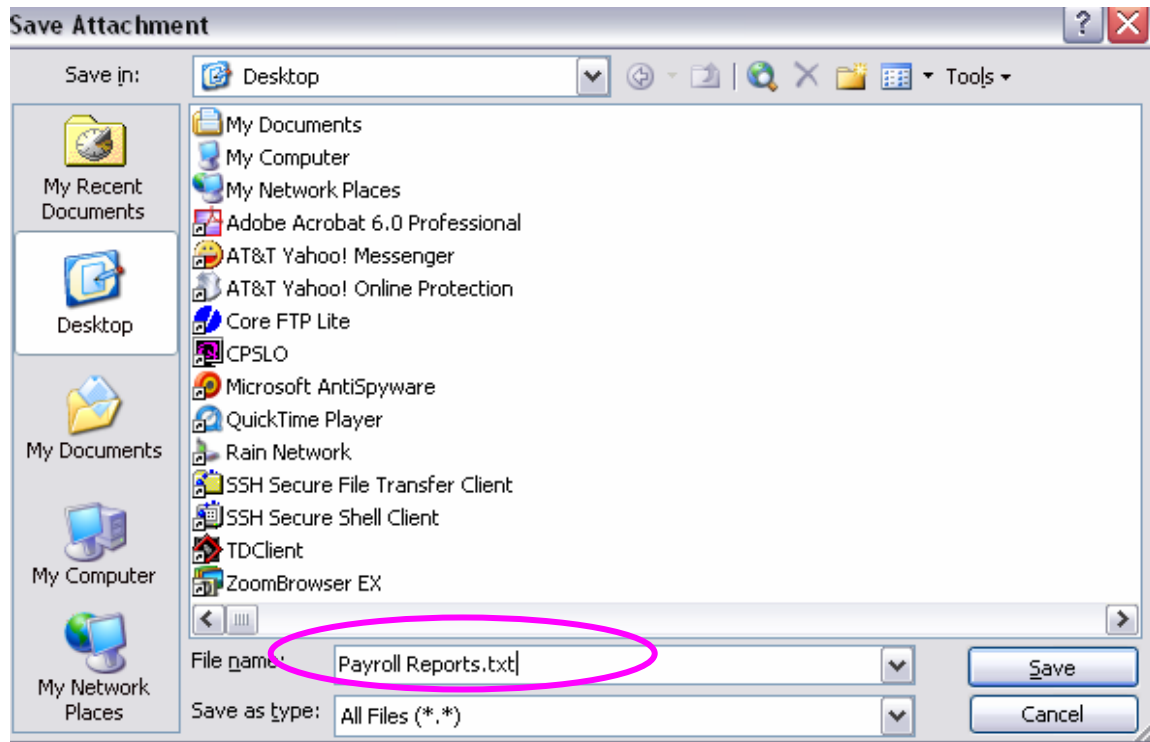 Save Attachment
Save in:
Desktop
Tools
My Recent
Documents
Desktop
My Documents
My Computer
My Network
Places
My Documents
My Computer
My Network Places
Adobe Acrobat 6.0 Professional
AT&T Yahoo! Messenger
AT&T Yahoo! Online Protection
Core FTP Lite
CPSLO
Microsoft AntiSpyware
QuickTime Player
Rain Network
SSH Secure File Transfer Client
SSH Secure Shell Client
TDClient
ZoomBrowser EX
File name:
Payroll Reports.txt
Save
Save as type:
All Files (*.*)
Cancel